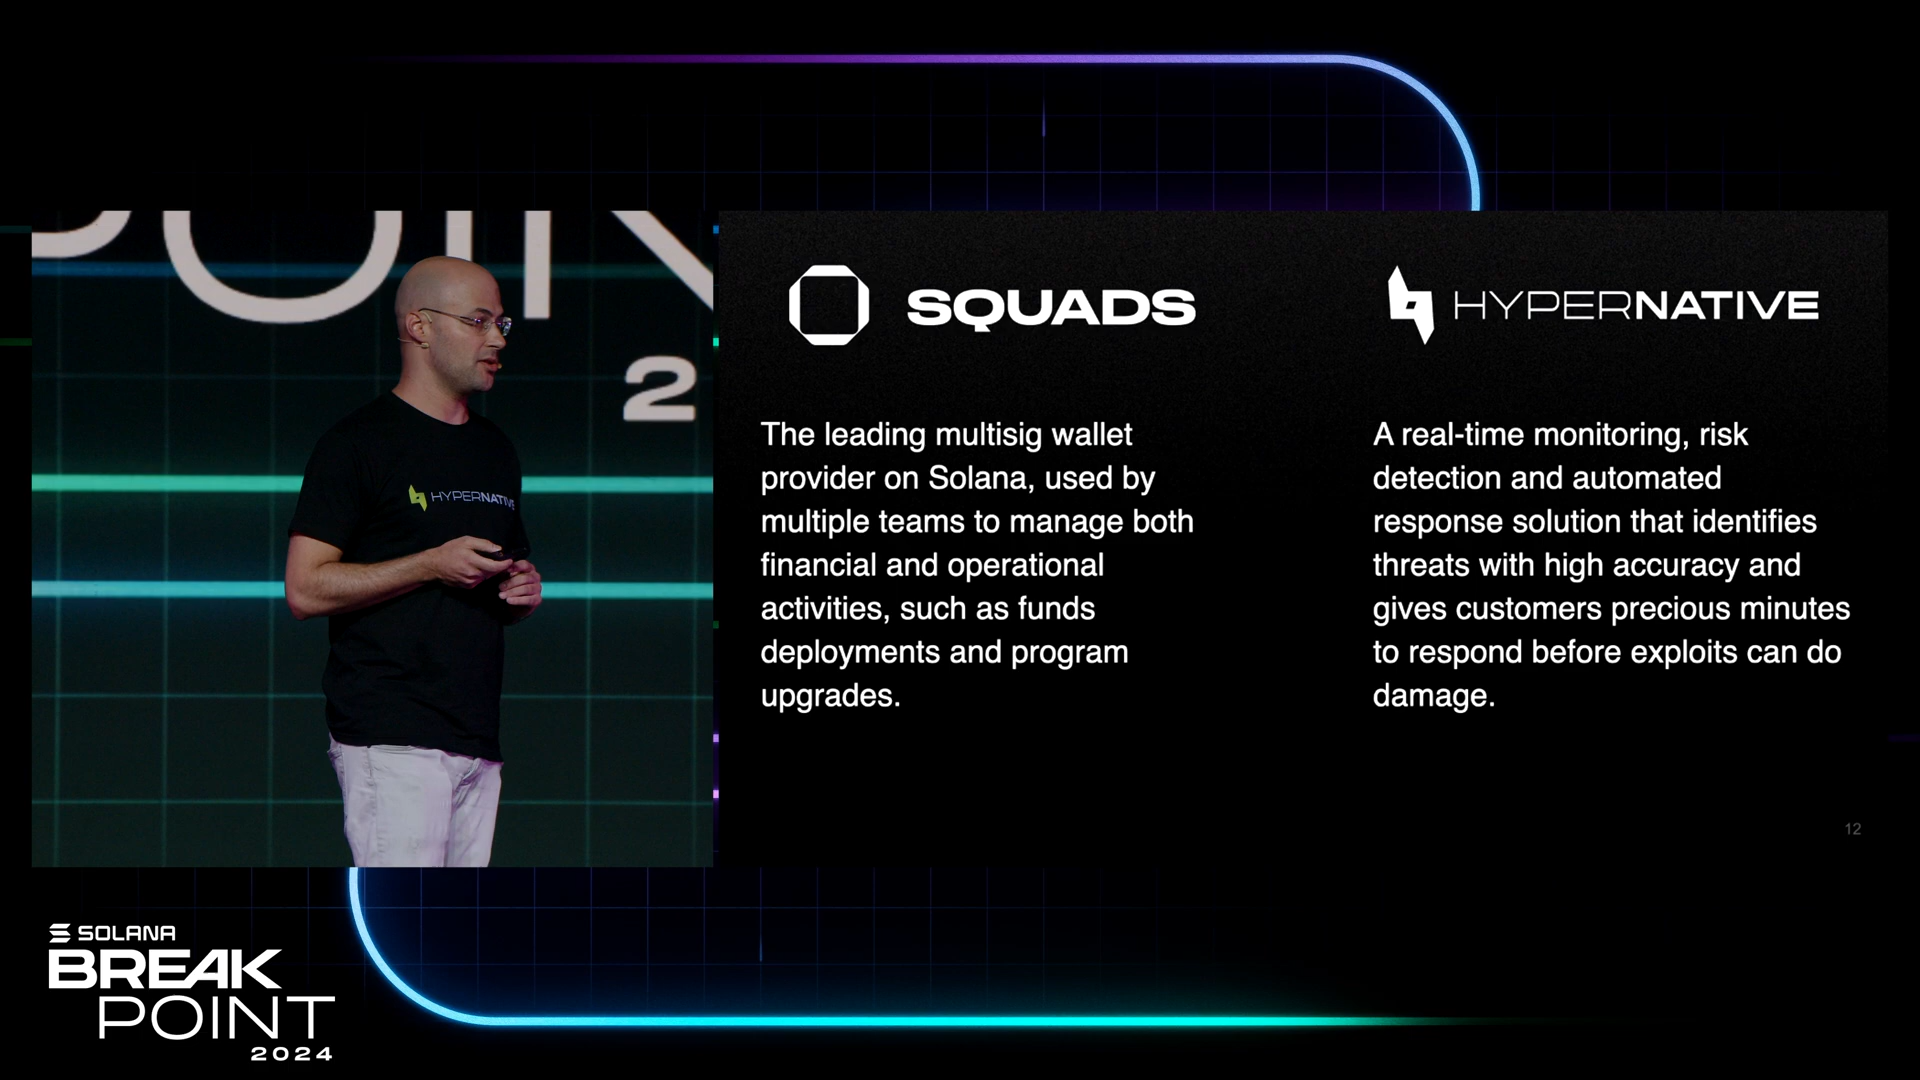 POIN
2
HYPERNATIVE
SQUADS
The leading multisig wallet
provider on Solana, used by
multiple teams to manage both
financial and operational
activities, such as funds
deployments and program
upgrades.
HYPERNATIVE
A real-time monitoring, risk
detection and automated
response solution that identifies
threats with high accuracy and
gives customers precious minutes
to respond before exploits can do
damage.
12
SOLANA
BREAK
POINT
2024